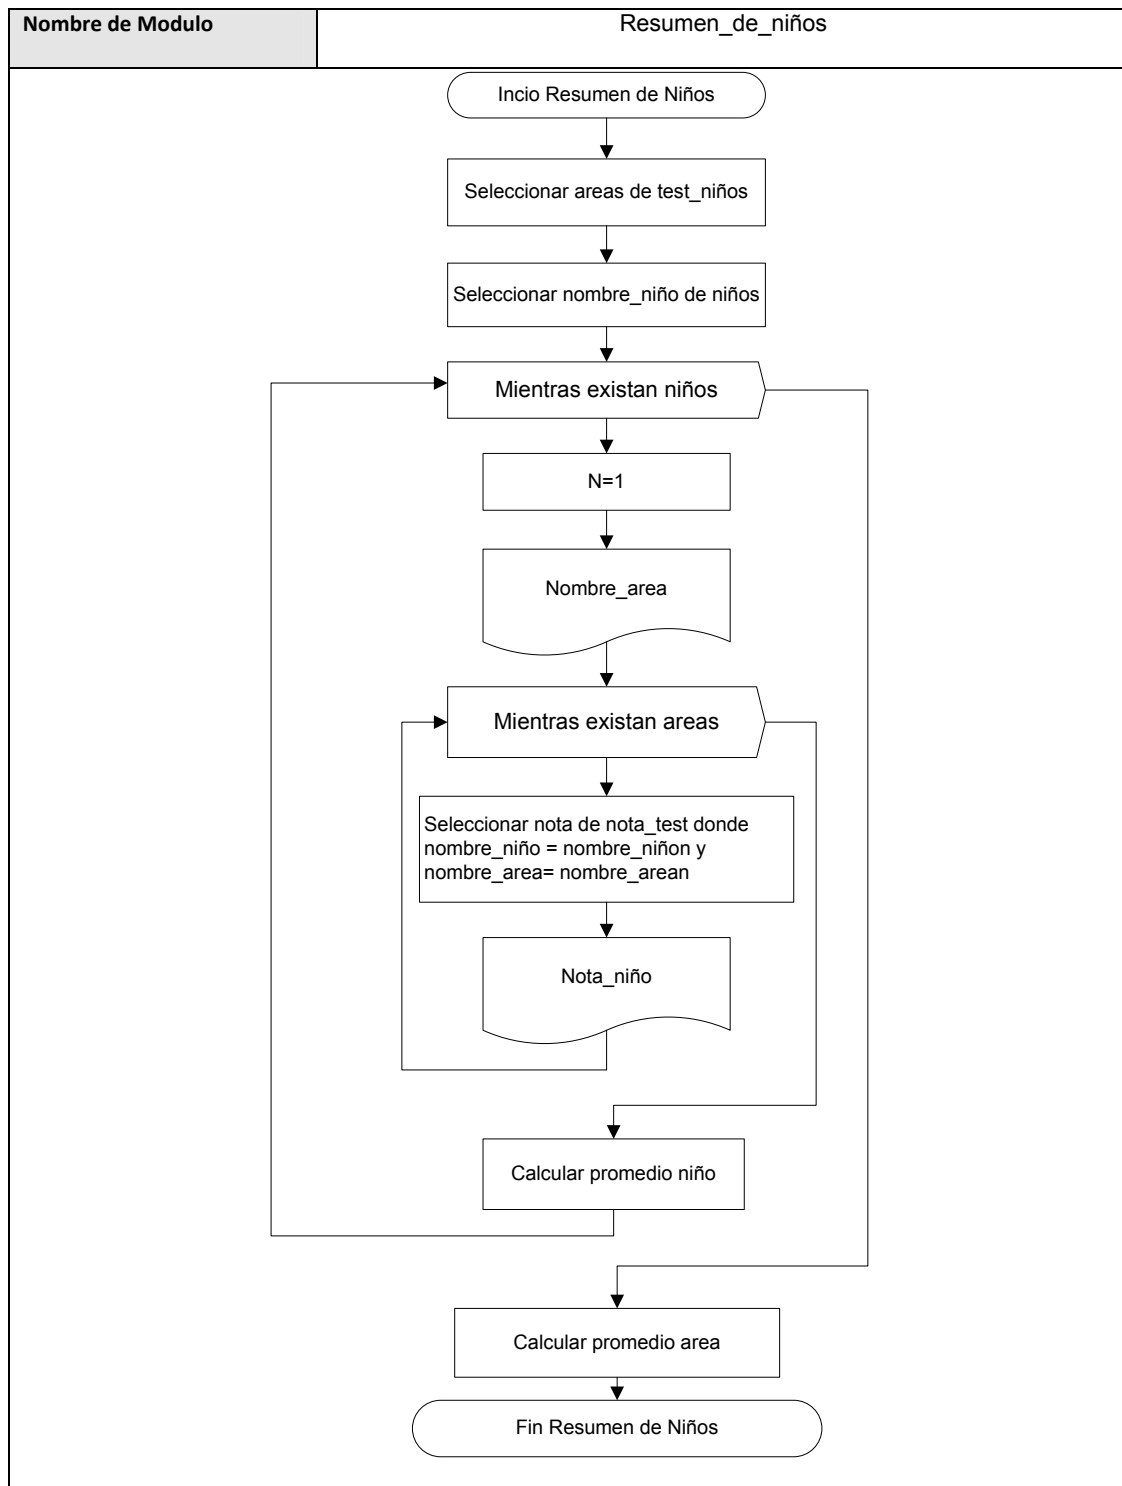 Nombre de Modulo
Resumen_de_niños
Incio Resumen de Niños
Seleccionar areas de test_niños
Seleccionar nombre_niño de niños
Mientras existan niños
N=1
Nombre_area
Mientras existan areas
Seleccionar nota de nota_test donde
nombre_niño = nombre_niñon y
nombre_area= nombre_arean
Nota_niño
Calcular promedio niño
Calcular promedio area
Fin Resumen de Niños